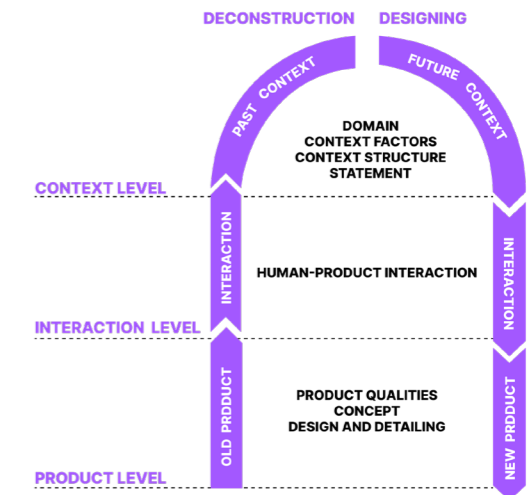 DECONSTRUCTION DESIGNING
PAST CONTEXT
FUTURE CONTEXT
DOMAIN
CONTEXT FACTORS
CONTEXT STRUCTURE
STATEMENT
CONTEXT LEVEL
INTERACTION
HUMAN-PRODUCT INTERACTION
INTERACTION
INTERACTION LEVEL
OLD PRDDUCT
PRODUCT QUALITIES
CONCEPT
DESIGN AND DETAILING
NEW PRDDUCT
PRODUCT LEVEL